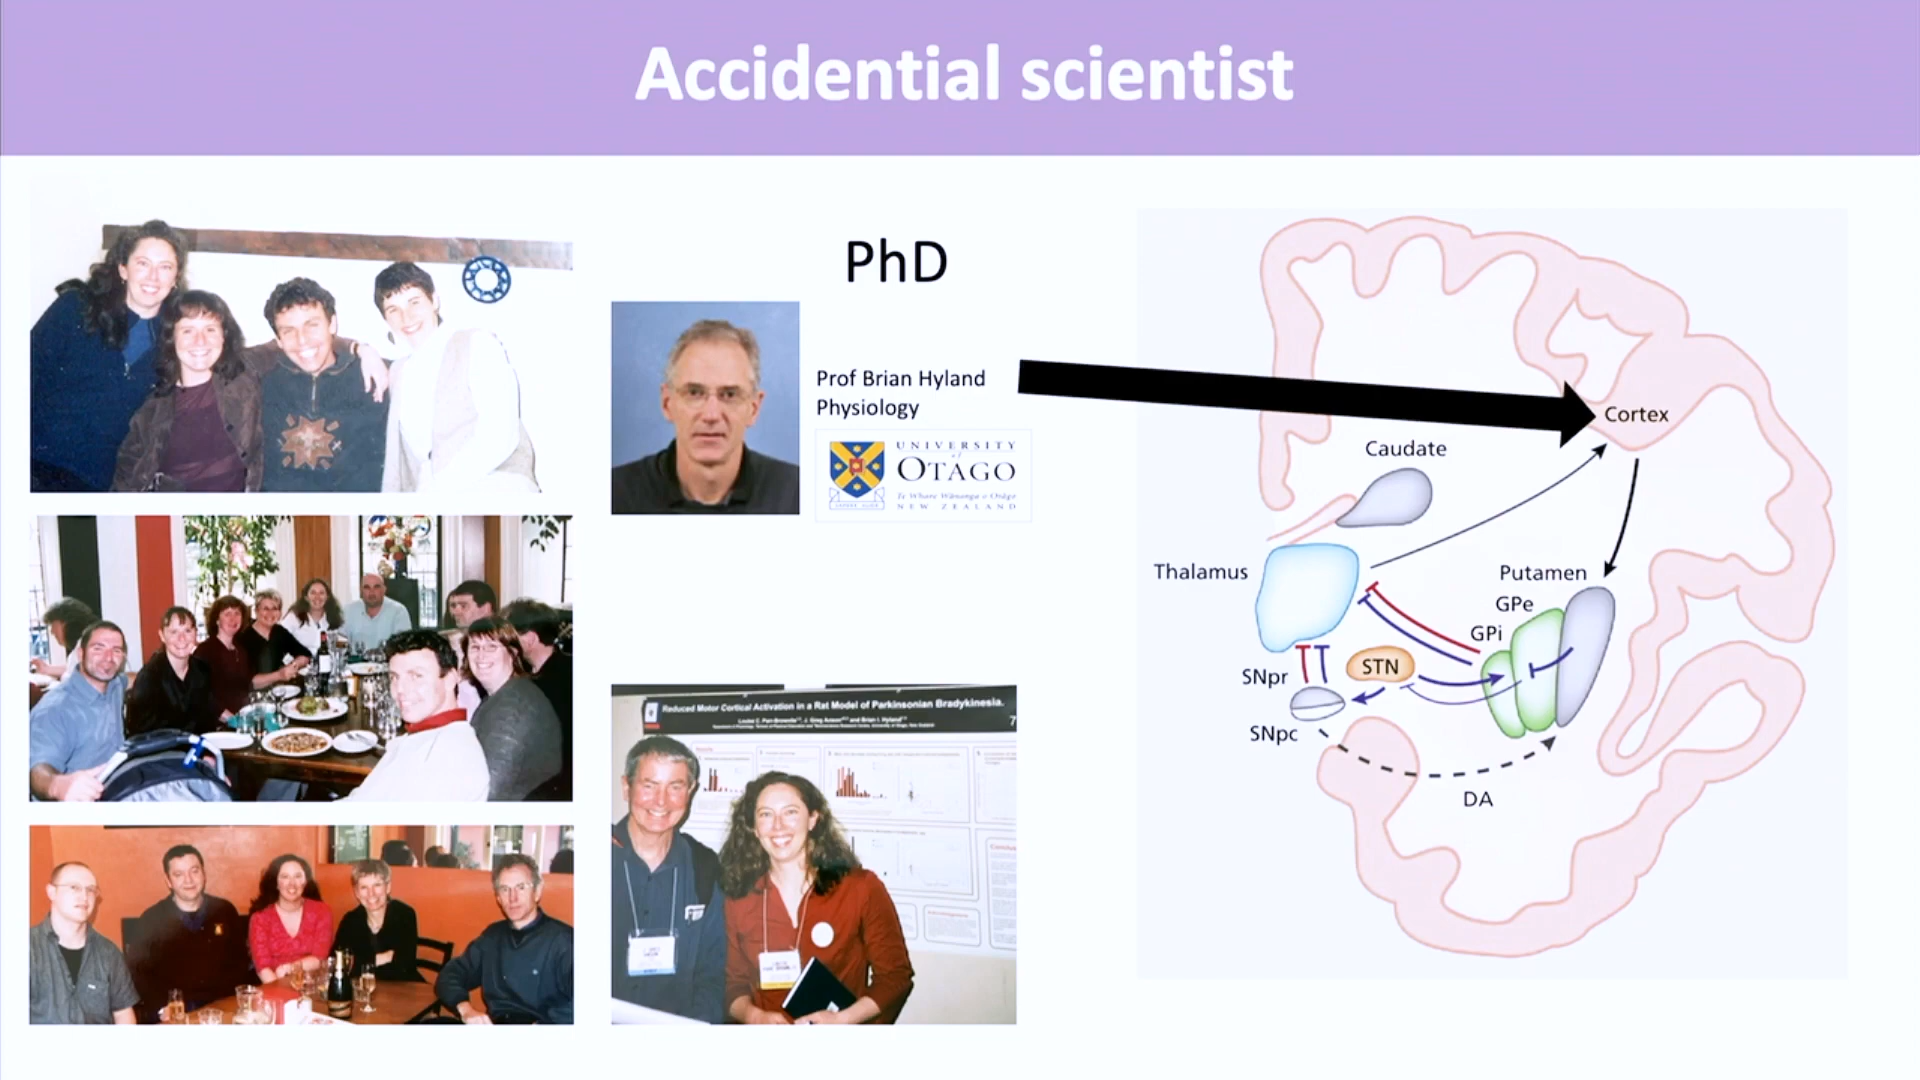 Accidential scientist
PhD
Prof Brian Hyland
Physiology
UNIVERSITY
of
OTAGO
Te Whare Wānanga o Otāgo
NEW ZEALAND
Reduced Motor Cortical Activation in a Rat Model of Parkinsonian Bradykinesia.
7
Cortex
Caudate
Thalamus
Putamen
GPe
GPi
STN
SNpr
SNpc
DA